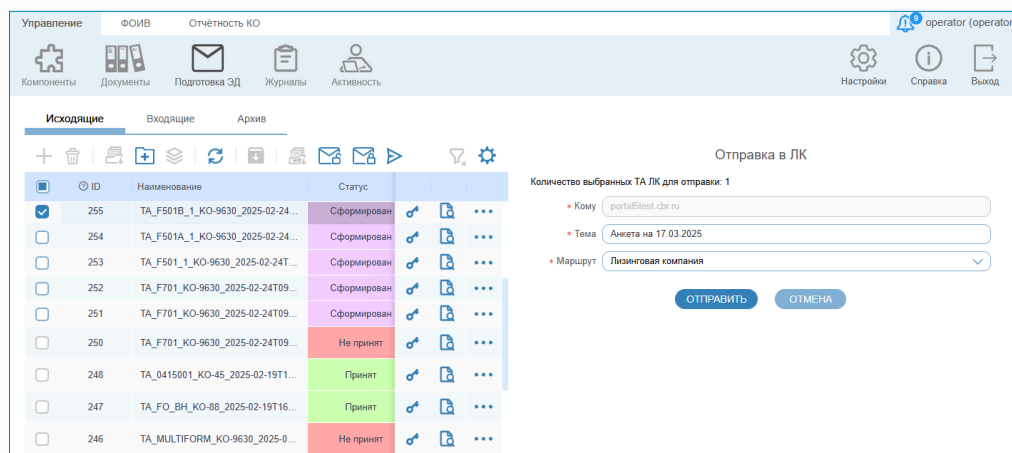 Управление ФОИВ Отчётность КО 9 operator (operator
Компоненты Документы Подготовка ЭД Журналы Активность Настройки Справка Выход
Исходящие Входящие Архив
Отправка в ЛК
Количество выбранных ТА ЛК для отправки: 1
* Кому portal5test.cbr.ru
* Тема Анкета на 17.03.2025
* Маршрут Лизинговая компания
ОТПРАВИТЬ ОТМЕНА
ID Наименование Статус
255 TA_F501B_1_KO-9630_2025-02-24... Сформирован
254 TA_F501A_1_KO-9630_2025-02-24... Сформирован
253 TA_F501_1_KO-9630_2025-02-24T... Сформирован
252 TA_F701_KO-9630_2025-02-24T09... Сформирован
251 TA_F701_KO-9630_2025-02-24T09... Сформирован
250 TA_F701_KO-9630_2025-02-24T09... Не принят
248 TA_0415001_KO-45_2025-02-19T1... Принят
247 TA_FO_BH_KO-88_2025-02-19T16... Принят
246 TA_MULTIFORM_KO-9630_2025-0... Не принят